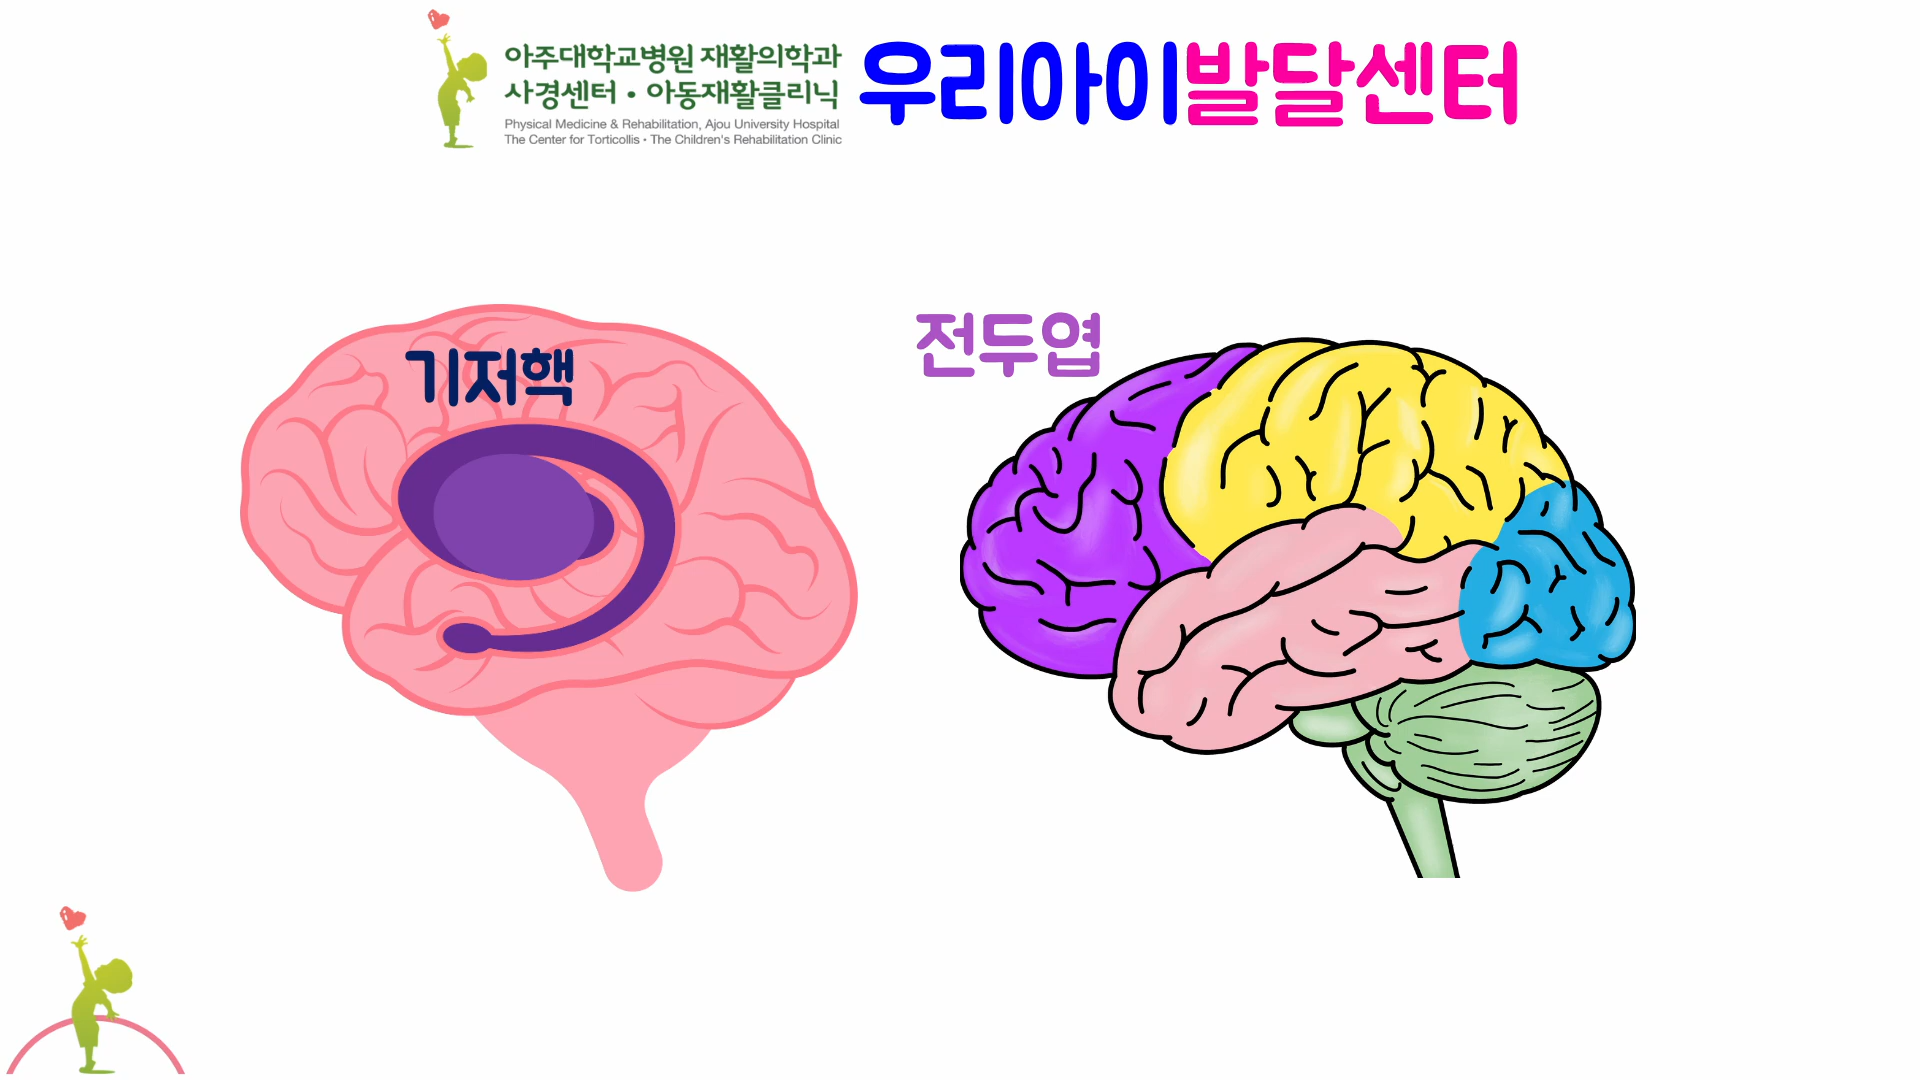 아주대학교병원 재활의학과
사경센터 • 아동재활클리닉
Physical Medicine & Rehabilitation, Ajou University Hospital
The Center for Torticollis • The Children's Rehabilitation Clinic
우리아이발달센터
기저핵
전두엽